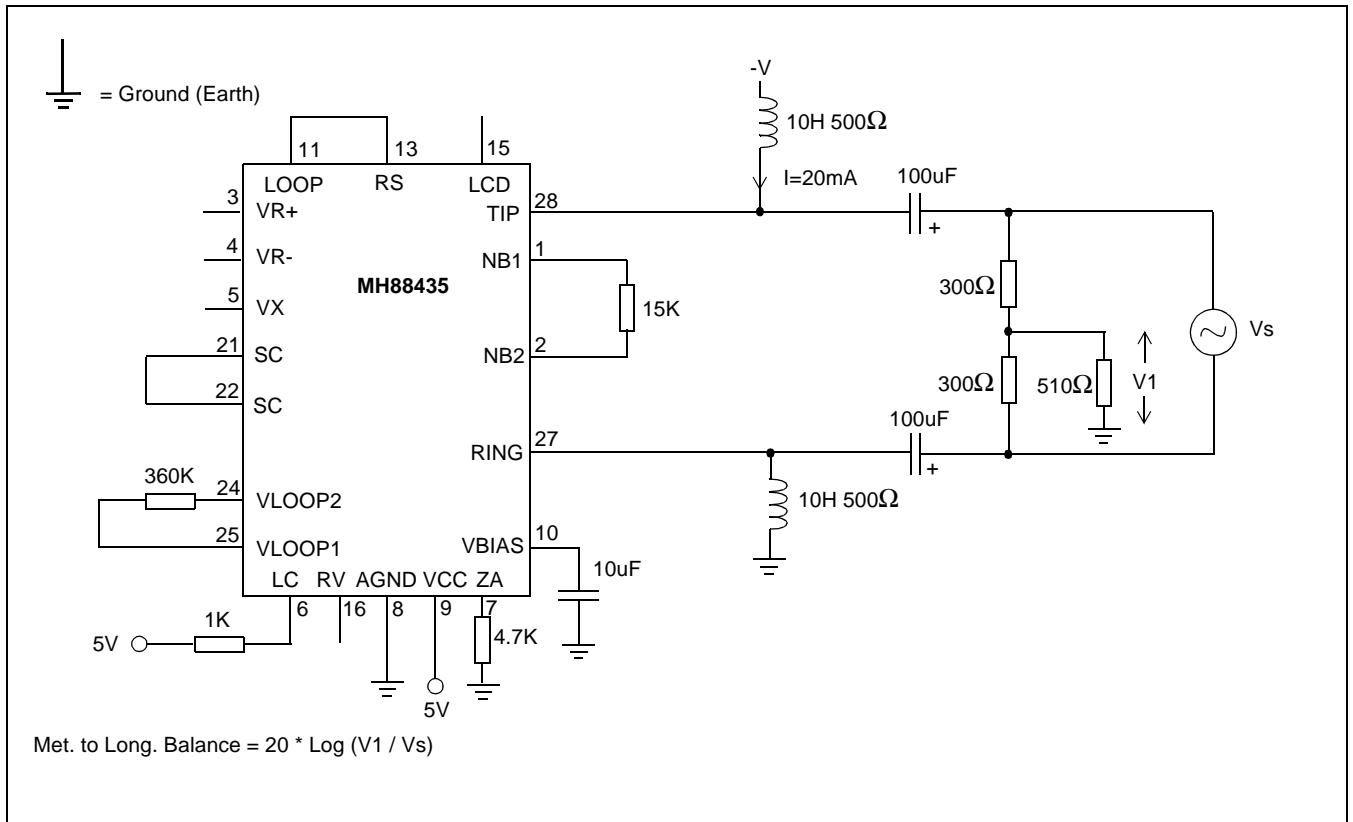 = Ground (Earth)
-V
10H 500Ω
I=20mA
100uF
+
11
13
15
LOOP
RS
LCD
3
VR+
4
VR-
5
VX
21
SC
22
SC
360K
24
VLOOP2
25
VLOOP1
MH88435
TIP
28
NB1
1
15K
NB2
2
RING
27
VBIAS
10
10uF
LC
RV
AGND
VCC
ZA
6
16
8
9
7
1K
5V
5V
4.7K
300Ω
300Ω
510Ω
V1
Vs
100uF
+
10H 500Ω
Met. to Long. Balance = 20 * Log (V1 / Vs)